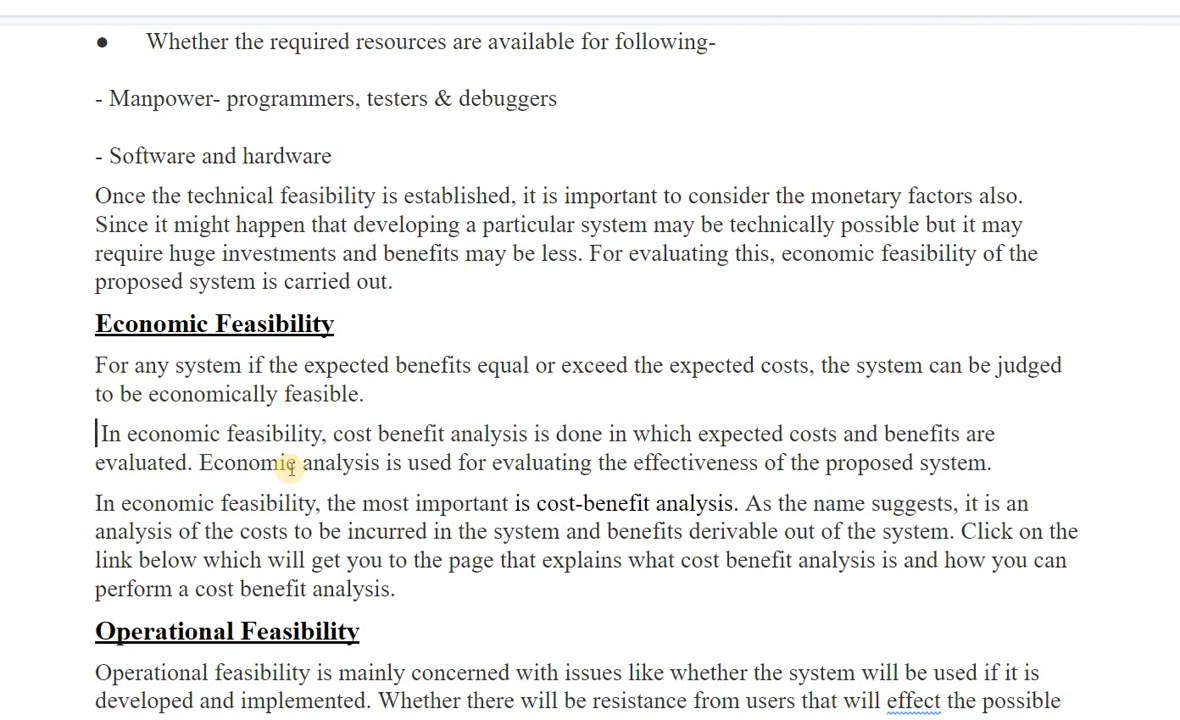 ● Whether the required resources are available for following-
- Manpower- programmers, testers & debuggers
- Software and hardware
Once the technical feasibility is established, it is important to consider the monetary factors also.
Since it might happen that developing a particular system may be technically possible but it may
require huge investments and benefits may be less. For evaluating this, economic feasibility of the
proposed system is carried out.
Economic Feasibility
For any system if the expected benefits equal or exceed the expected costs, the system can be judged
to be economically feasible.
In economic feasibility, cost benefit analysis is done in which expected costs and benefits are
evaluated. Economic analysis is used for evaluating the effectiveness of the proposed system.
In economic feasibility, the most important is cost-benefit analysis. As the name suggests, it is an
analysis of the costs to be incurred in the system and benefits derivable out of the system. Click on the
link below which will get you to the page that explains what cost benefit analysis is and how you can
perform a cost benefit analysis.
Operational Feasibility
Operational feasibility is mainly concerned with issues like whether the system will be used if it is
developed and implemented. Whether there will be resistance from users that will effect the possible